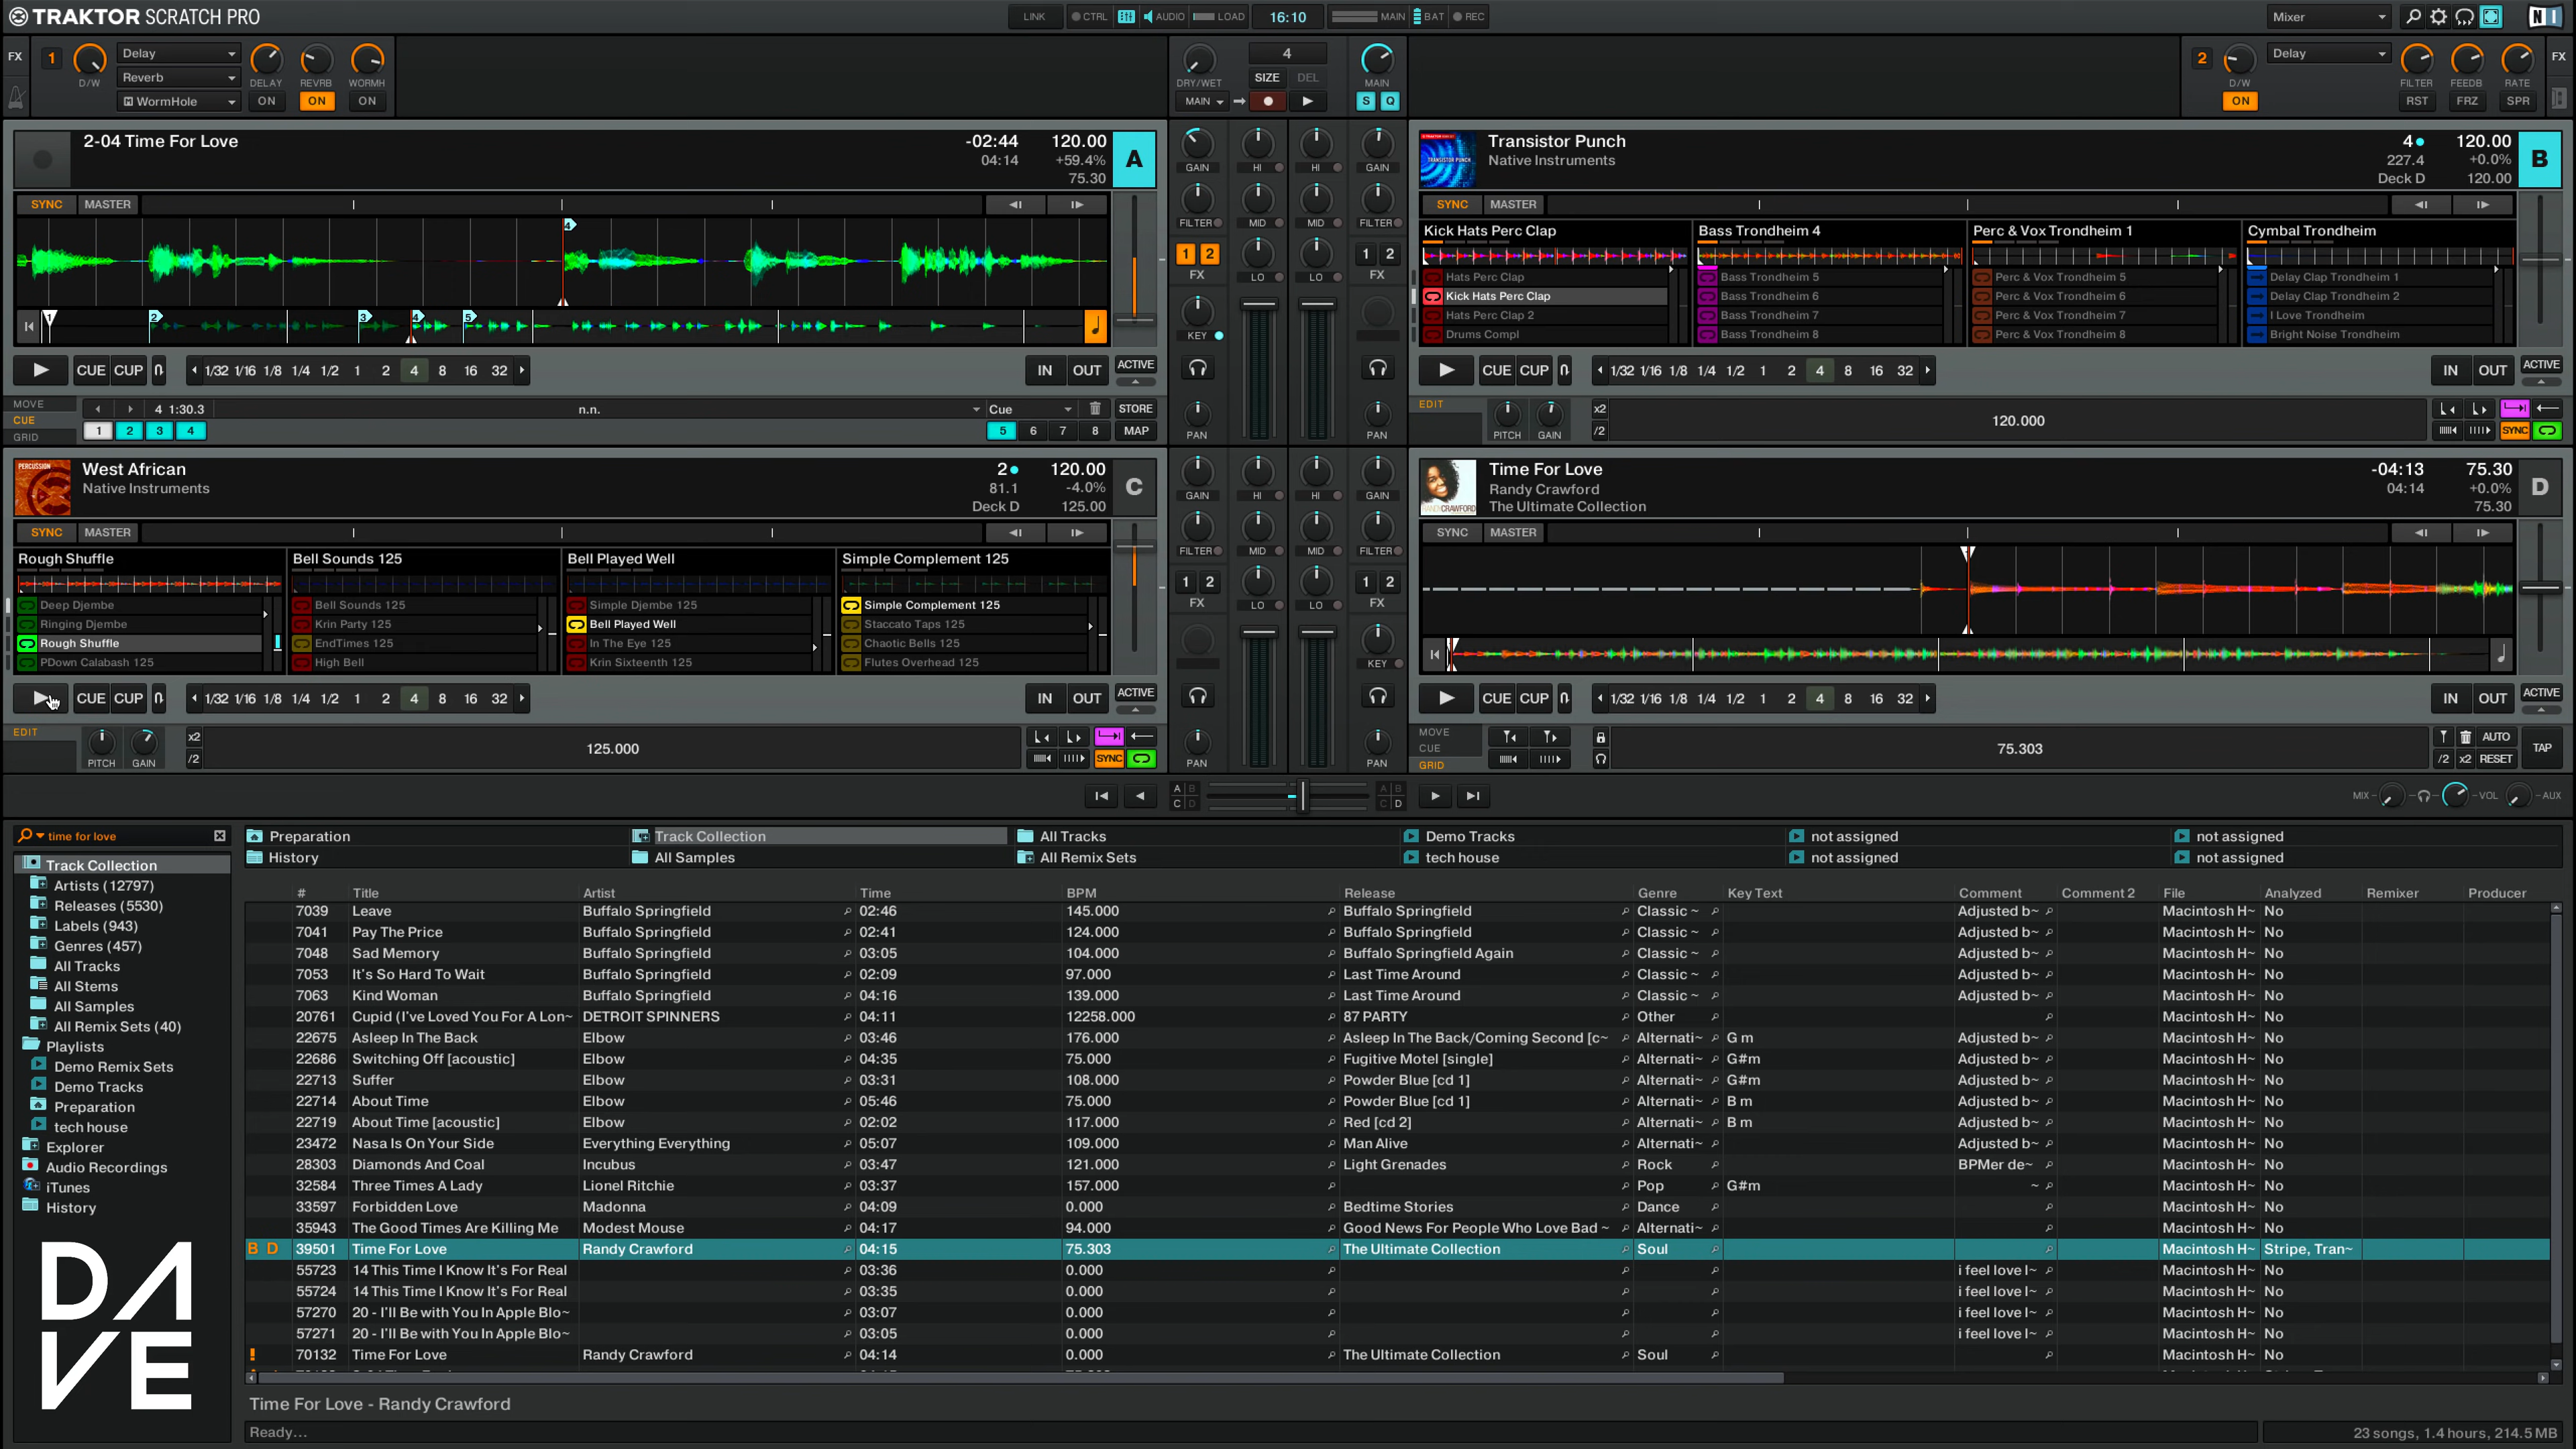 TRAKTOR SCRATCH PRO
LINK CTRL AUDIO LOAD 16:10 MAIN BAT REC
Mixer
FX 1 D/W Delay Reverb WormHole DELAY REVRB WORMH ON ON ON
DRY/WET 4 SIZE DEL MAIN MAIN S Q
2 D/W ON Delay FILTER FEEDB RATE RST FRZ SPR FX
2-04 Time For Love -02:44 120.00 A
04:14 +59.4%
75.30
SYNC MASTER
4
1 2 3 4 5
CUE CUP 1/32 1/16 1/8 1/4 1/2 1 2 4 8 16 32 IN OUT ACTIVE
MOVE 4 1:30.3 n.n. Cue STORE
CUE
GRID 1 2 3 4 5 6 7 8 MAP
GAIN HI HI GAIN
FILTER MID MID FILTER
1 2 FX LO LO 1 2 FX
KEY
PAN PAN
Transistor Punch 4 120.00 B
Native Instruments 227.4 +0.0%
Deck D 120.00
SYNC MASTER
Kick Hats Perc Clap Bass Trondheim 4 Perc & Vox Trondheim 1 Cymbal Trondheim
Hats Perc Clap Bass Trondheim 5 Perc & Vox Trondheim 5 Delay Clap Trondheim 1
Kick Hats Perc Clap Bass Trondheim 6 Perc & Vox Trondheim 6 Delay Clap Trondheim 2
Hats Perc Clap 2 Bass Trondheim 7 Perc & Vox Trondheim 7 I Love Trondheim
Drums Compl Bass Trondheim 8 Perc & Vox Trondheim 8 Bright Noise Trondheim
CUE CUP 1/32 1/16 1/8 1/4 1/2 1 2 4 8 16 32 IN OUT ACTIVE
EDIT PITCH GAIN x2 /2 120.000 SYNC
West African 2 120.00 C
Native Instruments 81.1 -4.0%
Deck D 125.00
SYNC MASTER
Rough Shuffle Bell Sounds 125 Bell Played Well Simple Complement 125
Deep Djembe Bell Sounds 125 Simple Djembe 125 Simple Complement 125
Ringing Djembe Krin Party 125 Bell Played Well Staccato Taps 125
Rough Shuffle EndTimes 125 In The Eye 125 Chaotic Bells 125
PDown Calabash 125 High Bell Krin Sixteenth 125 Flutes Overhead 125
CUE CUP 1/32 1/16 1/8 1/4 1/2 1 2 4 8 16 32 IN OUT ACTIVE
EDIT PITCH GAIN x2 /2 125.000 SYNC
GAIN HI HI GAIN
FILTER MID MID FILTER
1 2 FX LO LO 1 2 FX
KEY
PAN PAN
Time For Love -04:13 75.30 D
Randy Crawford 04:14 +0.0%
The Ultimate Collection 75.30
SYNC MASTER
CUE CUP 1/32 1/16 1/8 1/4 1/2 1 2 4 8 16 32 IN OUT ACTIVE
MOVE AUTO
CUE 75.303 TAP
GRID /2 x2 RESET
A B C D A B C D MIX VOL AUX
time for love
Preparation Track Collection All Tracks Demo Tracks not assigned not assigned
History All Samples All Remix Sets tech house not assigned not assigned
Track Collection
Artists (12797)
Releases (5530)
Labels (943)
Genres (457)
All Tracks
All Stems
All Samples
All Remix Sets (40)
Playlists
Demo Remix Sets
Demo Tracks
Preparation
tech house
Explorer
Audio Recordings
iTunes
History
DAVE
# Title Artist Time BPM Release Genre Key Text Comment Comment 2 File Analyzed Remixer Producer
7039 Leave Buffalo Springfield 02:46 145.000 Buffalo Springfield Classic ~ Adjusted b~ Macintosh H~ No
7041 Pay The Price Buffalo Springfield 02:41 124.000 Buffalo Springfield Classic ~ Adjusted b~ Macintosh H~ No
7048 Sad Memory Buffalo Springfield 03:05 104.000 Buffalo Springfield Again Classic ~ Adjusted b~ Macintosh H~ No
7053 It's So Hard To Wait Buffalo Springfield 02:09 97.000 Last Time Around Classic ~ Adjusted b~ Macintosh H~ No
7063 Kind Woman Buffalo Springfield 04:16 139.000 Last Time Around Classic ~ Adjusted b~ Macintosh H~ No
20761 Cupid (I've Loved You For A Lon~ DETROIT SPINNERS 04:11 12258.000 87 PARTY Other Macintosh H~ No
22675 Asleep In The Back Elbow 03:46 176.000 Asleep In The Back/Coming Second [c~ Alternati~ G m Adjusted b~ Macintosh H~ No
22686 Switching Off [acoustic] Elbow 04:35 75.000 Fugitive Motel [single] Alternati~ G#m Adjusted b~ Macintosh H~ No
22713 Suffer Elbow 03:31 108.000 Powder Blue [cd 1] Alternati~ G#m Adjusted b~ Macintosh H~ No
22714 About Time Elbow 05:46 75.000 Powder Blue [cd 1] Alternati~ B m Adjusted b~ Macintosh H~ No
22719 About Time [acoustic] Elbow 02:02 117.000 Red [cd 2] Alternati~ B m Adjusted b~ Macintosh H~ No
23472 Nasa Is On Your Side Everything Everything 05:07 109.000 Man Alive Alternati~ Adjusted b~ Macintosh H~ No
28303 Diamonds And Coal Incubus 03:47 121.000 Light Grenades Rock BPMer de~ Macintosh H~ No
32584 Three Times A Lady Lionel Ritchie 03:37 157.000 Pop G#m ~ Macintosh H~ No
33597 Forbidden Love Madonna 04:09 0.000 Bedtime Stories Dance Macintosh H~ No
35943 The Good Times Are Killing Me Modest Mouse 04:17 94.000 Good News For People Who Love Bad ~ Alternati~ Macintosh H~ No
B D 39501 Time For Love Randy Crawford 04:15 75.303 The Ultimate Collection Soul Macintosh H~ Stripe, Tran~
55723 14 This Time I Know It's For Real 03:36 0.000 i feel love l~ Macintosh H~ No
55724 14 This Time I Know It's For Real 03:35 0.000 i feel love l~ Macintosh H~ No
57270 20 - I'll Be with You In Apple Blo~ 03:07 0.000 i feel love l~ Macintosh H~ No
57271 20 - I'll Be with You In Apple Blo~ 03:05 0.000 i feel love l~ Macintosh H~ No
! 70132 Time For Love Randy Crawford 04:14 0.000 The Ultimate Collection Soul Macintosh H~ No
Time For Love - Randy Crawford
Ready...
23 songs, 1.4 hours, 214.5 MB